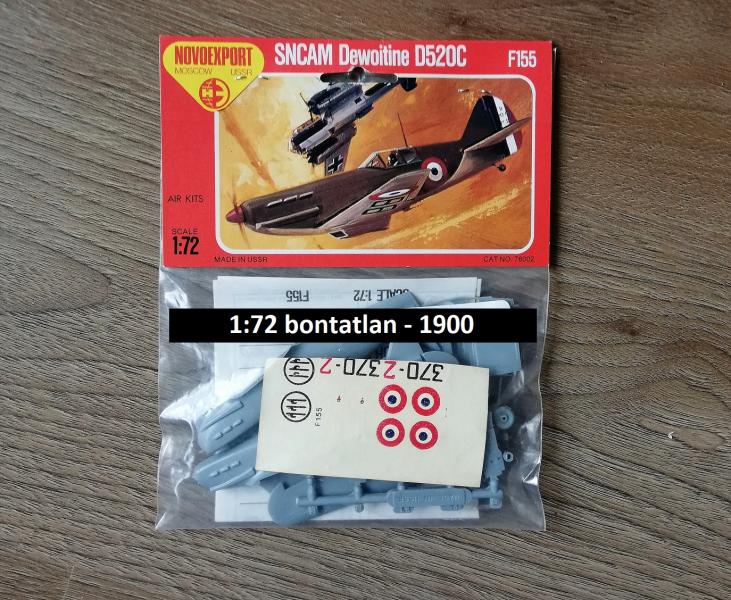 NOVOEXPORT
MOSCOW USSR
SNCAM Dewoitine D520C
F155
AIR KITS
SCALE
1:72
MADE IN USSR
CAT NO. 78002
F155
SCALE 1:72
1:72 bontatlan - 1900
370-2
370-2
F 155